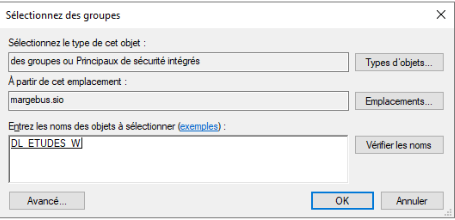 Sélectionnez des groupes
Sélectionnez le type de cet objet :
des groupes ou Principaux de sécurité intégrés
Types d'objets...
À partir de cet emplacement :
margebus.sio
Emplacements...
Entrez les noms des objets à sélectionner (exemples) :
DL_ETUDES_W
Vérifier les noms
Avancé...
OK
Annuler